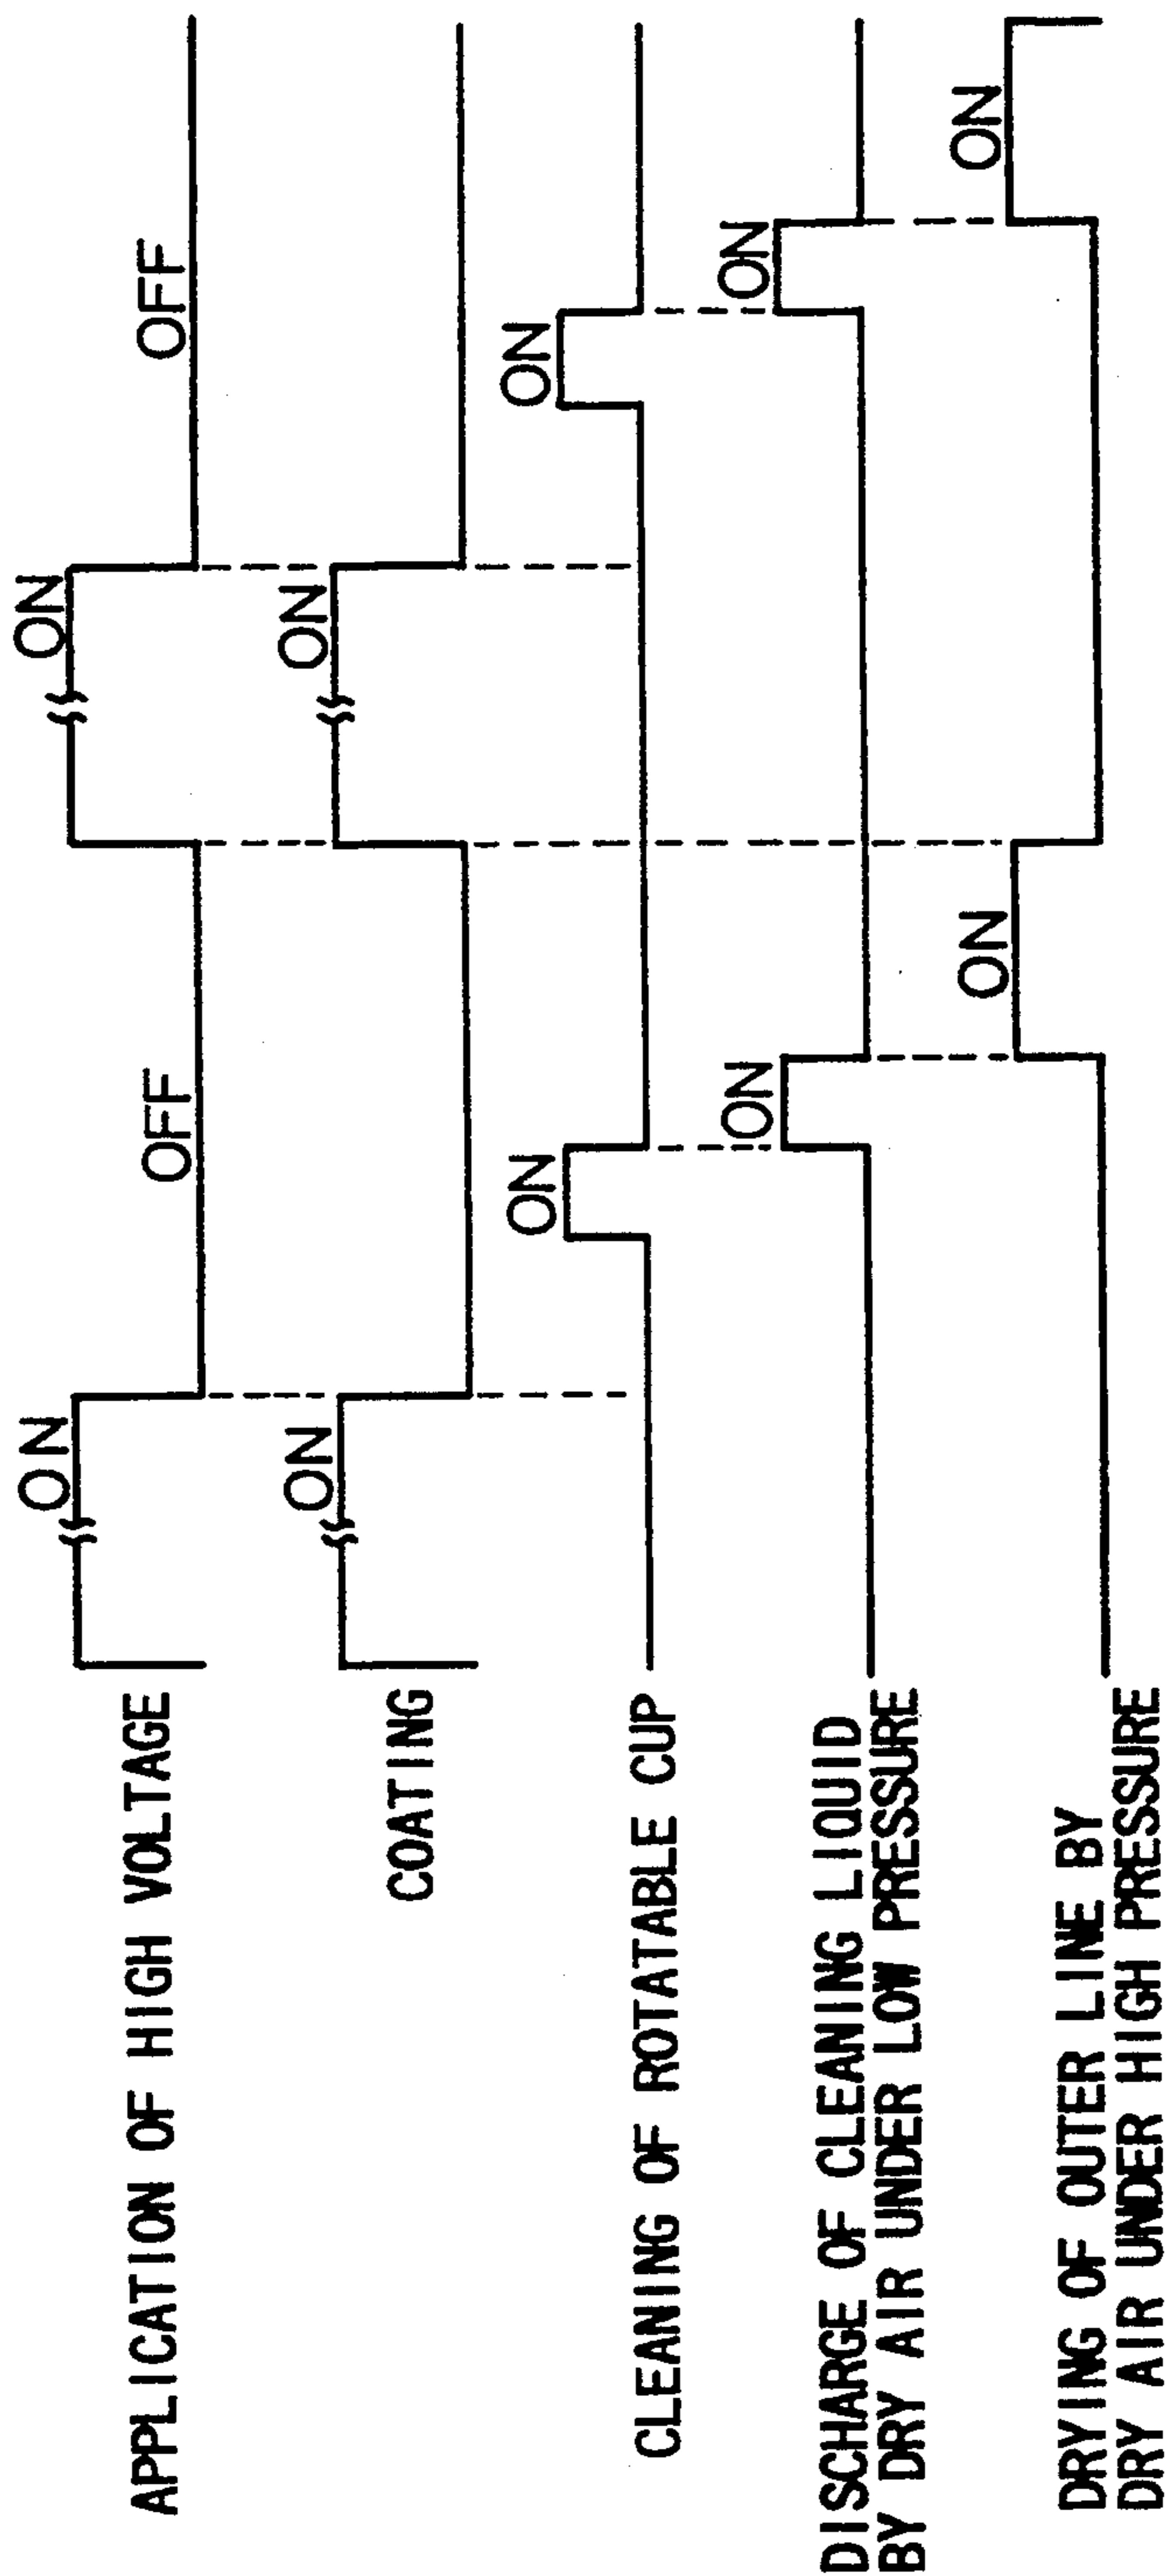 APPLICATION OF HIGH VOLTAGE
ON
OFF
ON
OFF
COATING
ON
ON
CLEANING OF ROTATABLE CUP
ON
ON
DISCHARGE OF CLEANING LIQUID
BY DRY AIR UNDER LOW PRESSURE
ON
ON
DRYING OF OUTER LINE BY
DRY AIR UNDER HIGH PRESSURE
ON
ON